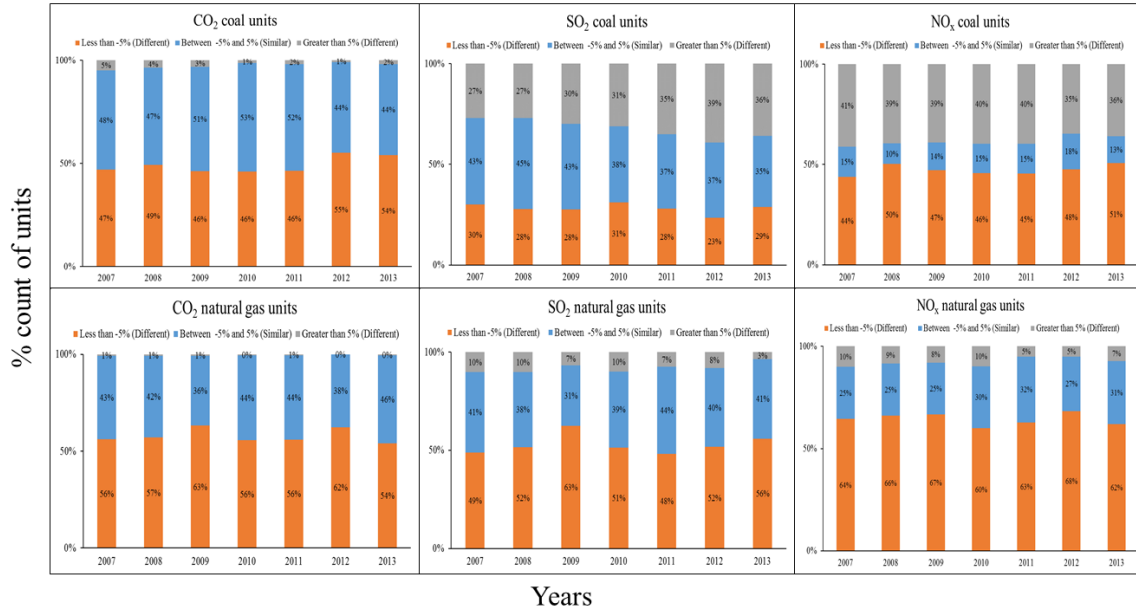 CO2 coal units
Less than -5% (Different) Between -5% and 5% (Similar) Greater than 5% (Different)
100%
5% 4% 3% 1% 2% 1% 2%
48% 47% 51% 53% 52% 44% 44%
50%
47% 49% 46% 46% 46% 55% 54%
0%
2007 2008 2009 2010 2011 2012 2013
SO2 coal units
Less than -5% (Different) Between -5% and 5% (Similar) Greater than 5% (Different)
100%
27% 27% 30% 31% 35% 39% 36%
43% 45% 43% 38% 37% 37% 35%
50%
30% 28% 28% 31% 28% 23% 29%
0%
2007 2008 2009 2010 2011 2012 2013
NOx coal units
Less than -5% (Different) Between -5% and 5% (Similar) Greater than 5% (Different)
100%
41% 39% 39% 40% 40% 35% 36%
15% 10% 14% 15% 15% 18% 13%
50%
44% 50% 47% 46% 45% 48% 51%
0%
2007 2008 2009 2010 2011 2012 2013
% count of units
CO2 natural gas units
Less than -5% (Different) Between -5% and 5% (Similar) Greater than 5% (Different)
100%
1% 1% 1% 0% 1% 0% 0%
43% 42% 36% 44% 44% 38% 46%
50%
56% 57% 63% 56% 56% 62% 54%
0%
2007 2008 2009 2010 2011 2012 2013
SO2 natural gas units
Less than -5% (Different) Between -5% and 5% (Similar) Greater than 5% (Different)
100%
10% 10% 7% 10% 7% 8% 3%
41% 38% 31% 39% 44% 40% 41%
50%
49% 52% 63% 51% 48% 52% 56%
0%
2007 2008 2009 2010 2011 2012 2013
NOx natural gas units
Less than -5% (Different) Between -5% and 5% (Similar) Greater than 5% (Different)
100%
10% 9% 8% 10% 5% 5% 7%
25% 25% 25% 30% 32% 27% 31%
50%
64% 66% 67% 60% 63% 68% 62%
0%
2007 2008 2009 2010 2011 2012 2013
Years